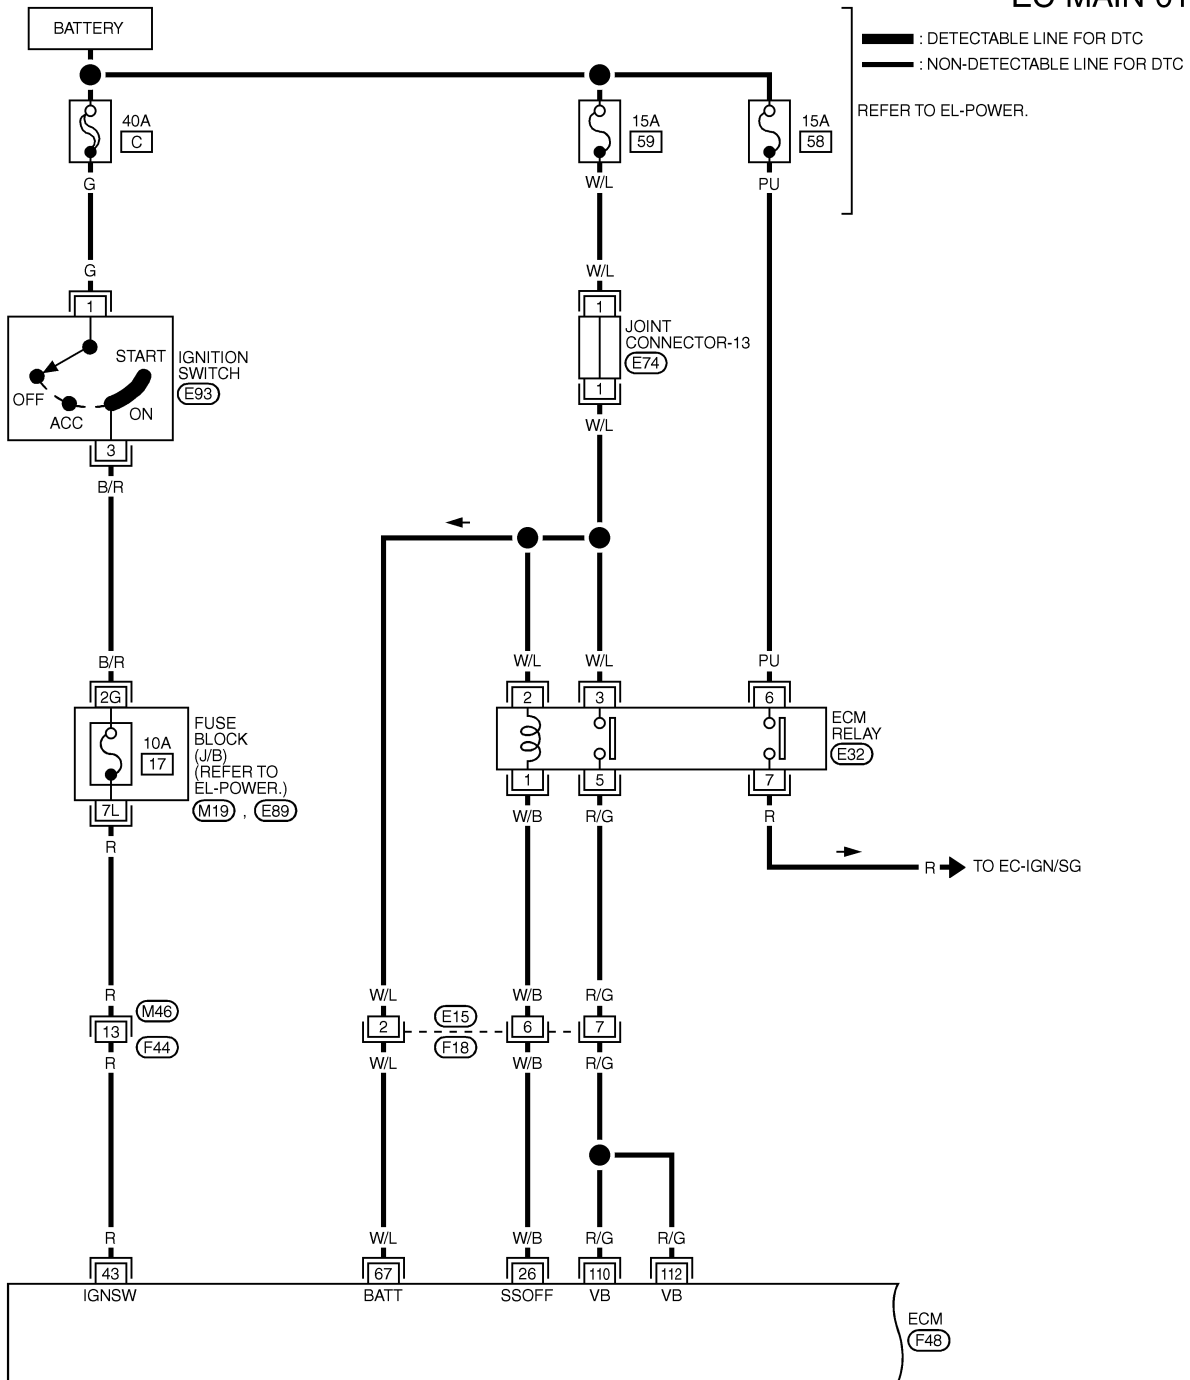 BATTERY
: DETECTABLE LINE FOR DTC
: NON-DETECTABLE LINE FOR DTC
REFER TO EL-POWER.
40A
C
15A
59
15A
58
G
W/L
PU
G
W/L
1
1
JOINT
CONNECTOR-13
E74
START
OFF
ACC
ON
IGNITION
SWITCH
E93
1
3
W/L
B/R
B/R
W/L
W/L
PU
2G
2
3
6
FUSE
BLOCK
(J/B)
(REFER TO
EL-POWER.)
M19 , E89
10A
17
ECM
RELAY
E32
1
5
7
7L
W/B
R/G
R
R
R
TO EC-IGN/SG
R
W/L
W/B
R/G
M46
13
F44
2
E15
F18
6
7
R
W/L
W/B
R/G
R
W/L
W/B
R/G
R/G
43
67
26
110
112
IGNSW
BATT
SSOFF
VB
VB
ECM
F48